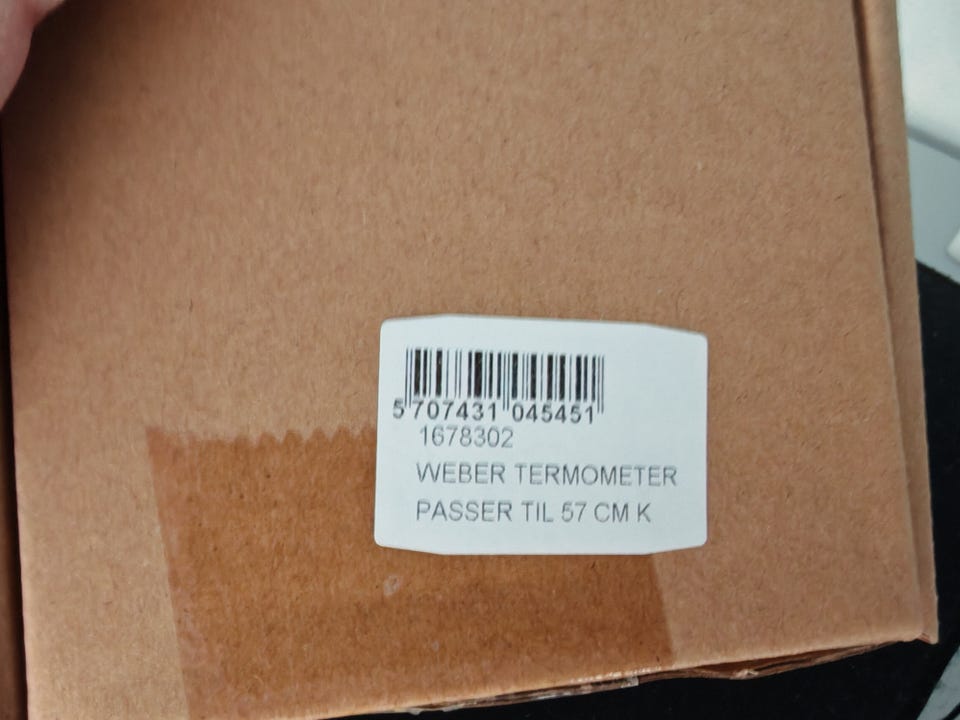 5 707431 045451
1678302
WEBER TERMOMETER
PASSER TIL 57 CM K